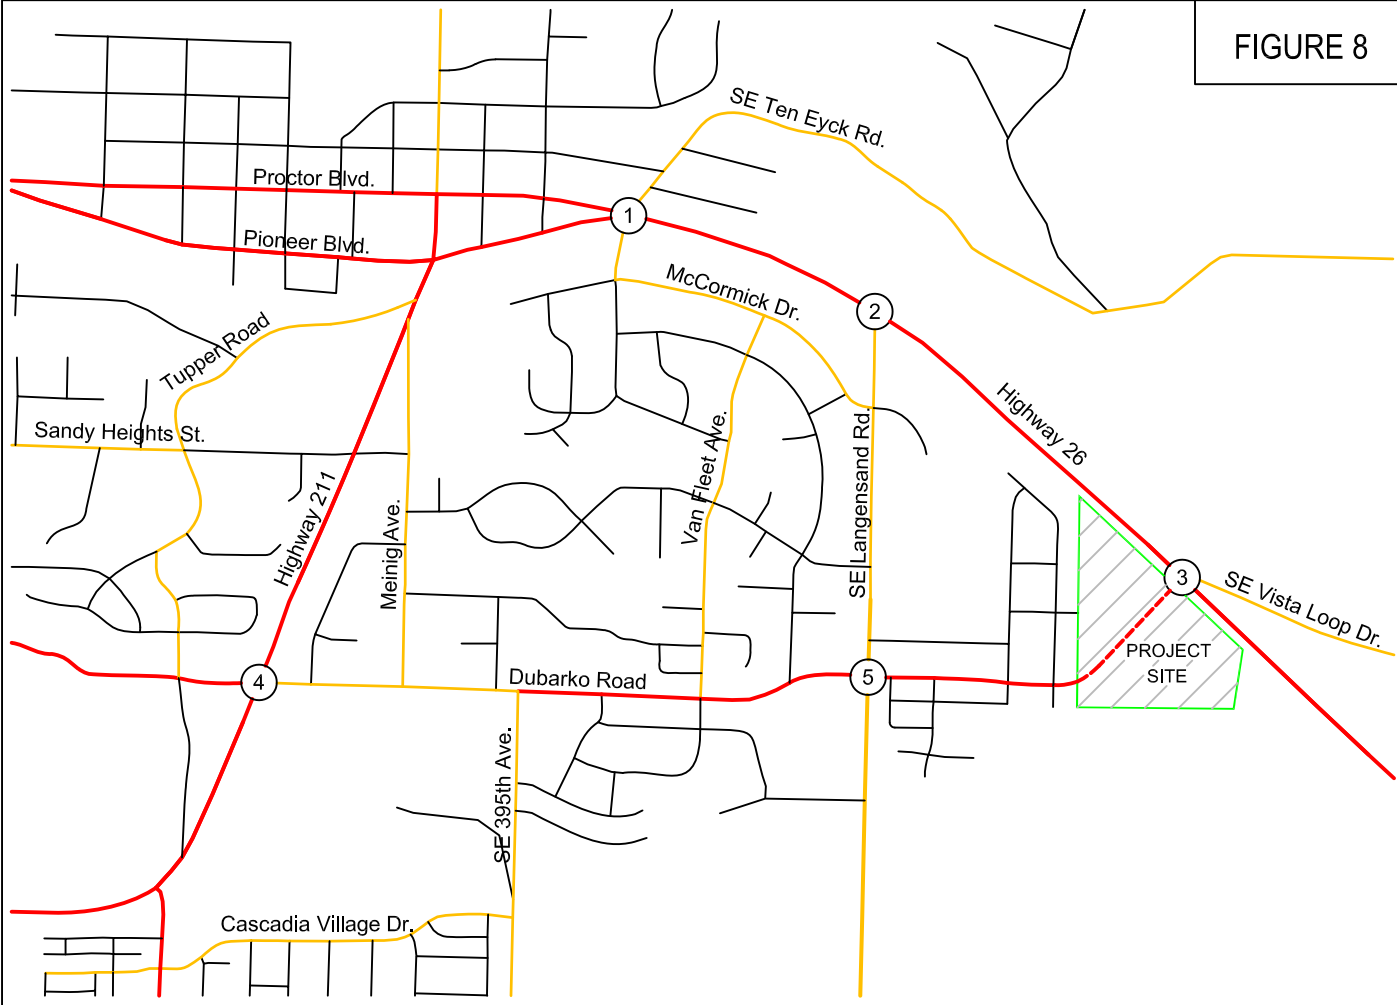 FIGURE 8
SE Ten Eyck Rd.
Proctor Blvd.
1
Pioneer Blvd.
McCormick Dr.
2
Tupper Road
Highway 26
Sandy Heights St.
Van Fleet Ave.
SE Langensand Rd.
Highway 211
Meinig Ave.
3
SE Vista Loop Dr.
PROJECT
SITE
4
Dubarko Road
5
SE 395th Ave.
Cascadia Village Dr.